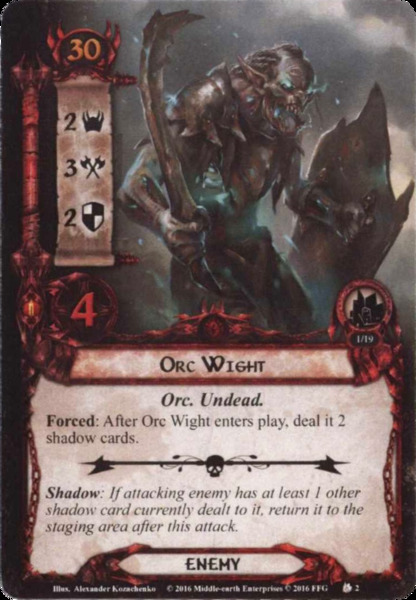 30
2
3
2
4
1/19
Orc Wight
Orc. Undead.
Forced: After Orc Wight enters play, deal it 2
shadow cards.
Shadow: If attacking enemy has at least 1 other
shadow card currently dealt to it, return it to the
staging area after this attack.
ENEMY
Illus. Alexander Kozachenko © 2016 Middle-earth Enterprises © 2016 FFG 2